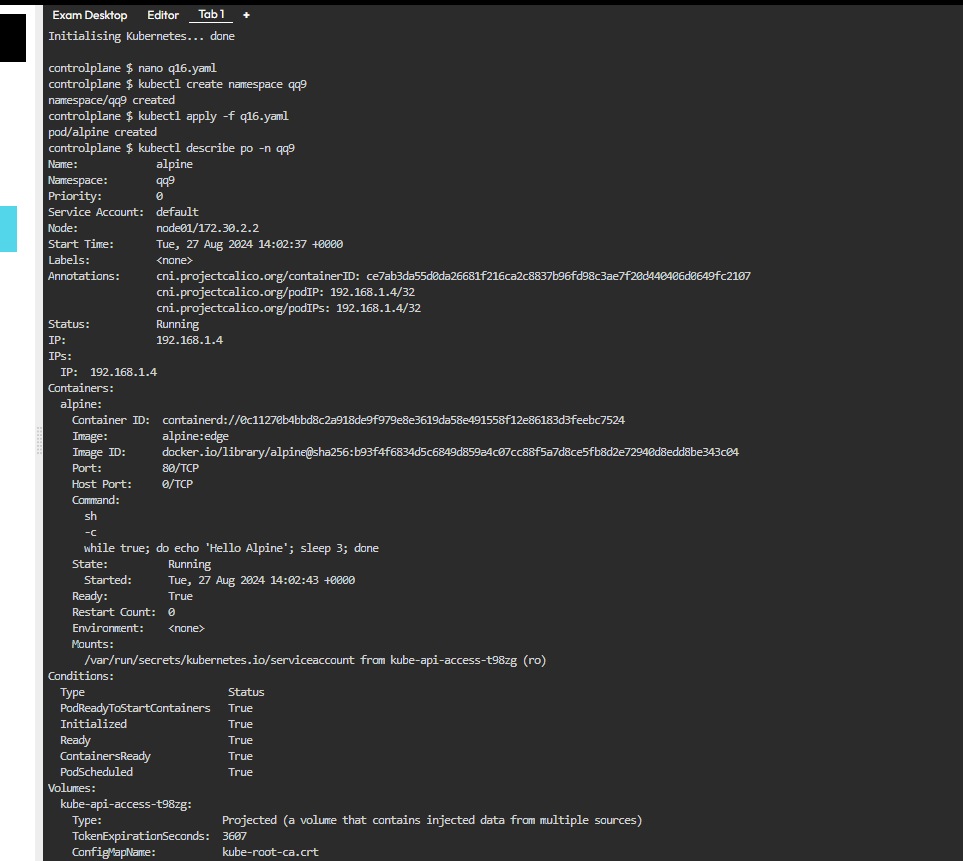 Exam Desktop Editor Tab 1 +
Initialising Kubernetes... done
controlplane $ nano q16.yaml
controlplane $ kubectl create namespace qq9
namespace/qq9 created
controlplane $ kubectl apply -f q16.yaml
pod/alpine created
controlplane $ kubectl describe po -n qq9
Name: alpine
Namespace: qq9
Priority: 0
Service Account: default
Node: node01/172.30.2.2
Start Time: Tue, 27 Aug 2024 14:02:37 +0000
Labels: <none>
Annotations: cni.projectcalico.org/containerID: ce7ab3da55d0da26681f216ca2c8837b96fd98c3ae7f20d440406d0649fc2107
cni.projectcalico.org/podIP: 192.168.1.4/32
cni.projectcalico.org/podIPs: 192.168.1.4/32
Status: Running
IP: 192.168.1.4
IPs:
IP: 192.168.1.4
Containers:
alpine:
Container ID: containerd://0c11270b4bbd8c2a918de9f979e8e3619da58e491558f12e86183d3feebc7524
Image: alpine:edge
Image ID: docker.io/library/alpine@sha256:b93f4f6834d5c6849d859a4c07cc88f5a7d8ce5fb8d2e72940d8edd8be343c04
Port: 80/TCP
Host Port: 0/TCP
Command:
sh
-c
while true; do echo 'Hello Alpine'; sleep 3; done
State: Running
Started: Tue, 27 Aug 2024 14:02:43 +0000
Ready: True
Restart Count: 0
Environment: <none>
Mounts:
/var/run/secrets/kubernetes.io/serviceaccount from kube-api-access-t98zg (ro)
Conditions:
Type Status
PodReadyToStartContainers True
Initialized True
Ready True
ContainersReady True
PodScheduled True
Volumes:
kube-api-access-t98zg:
Type: Projected (a volume that contains injected data from multiple sources)
TokenExpirationSeconds: 3607
ConfigMapName: kube-root-ca.crt